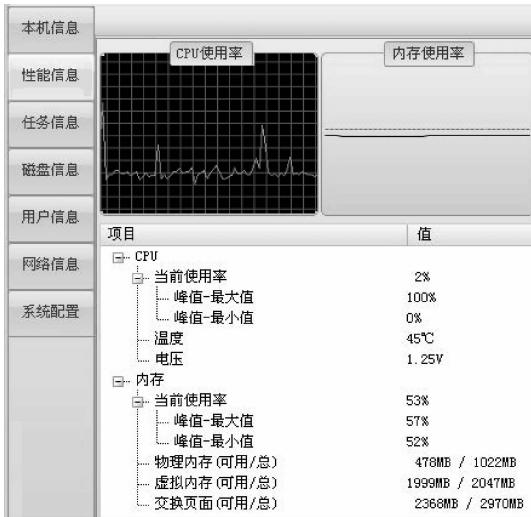 本机信息
性能信息
任务信息
磁盘信息
用户信息
网络信息
系统配置
CPU使用率
内存使用率
项目 值
CPU
当前使用率 2%
峰值-最大值 100%
峰值-最小值 0%
温度 45℃
电压 1.25V
内存
当前使用率 53%
峰值-最大值 57%
峰值-最小值 52%
物理内存(可用/总) 478MB / 1022MB
虚拟内存(可用/总) 1999MB / 2047MB
交换页面(可用/总) 2368MB / 2970MB